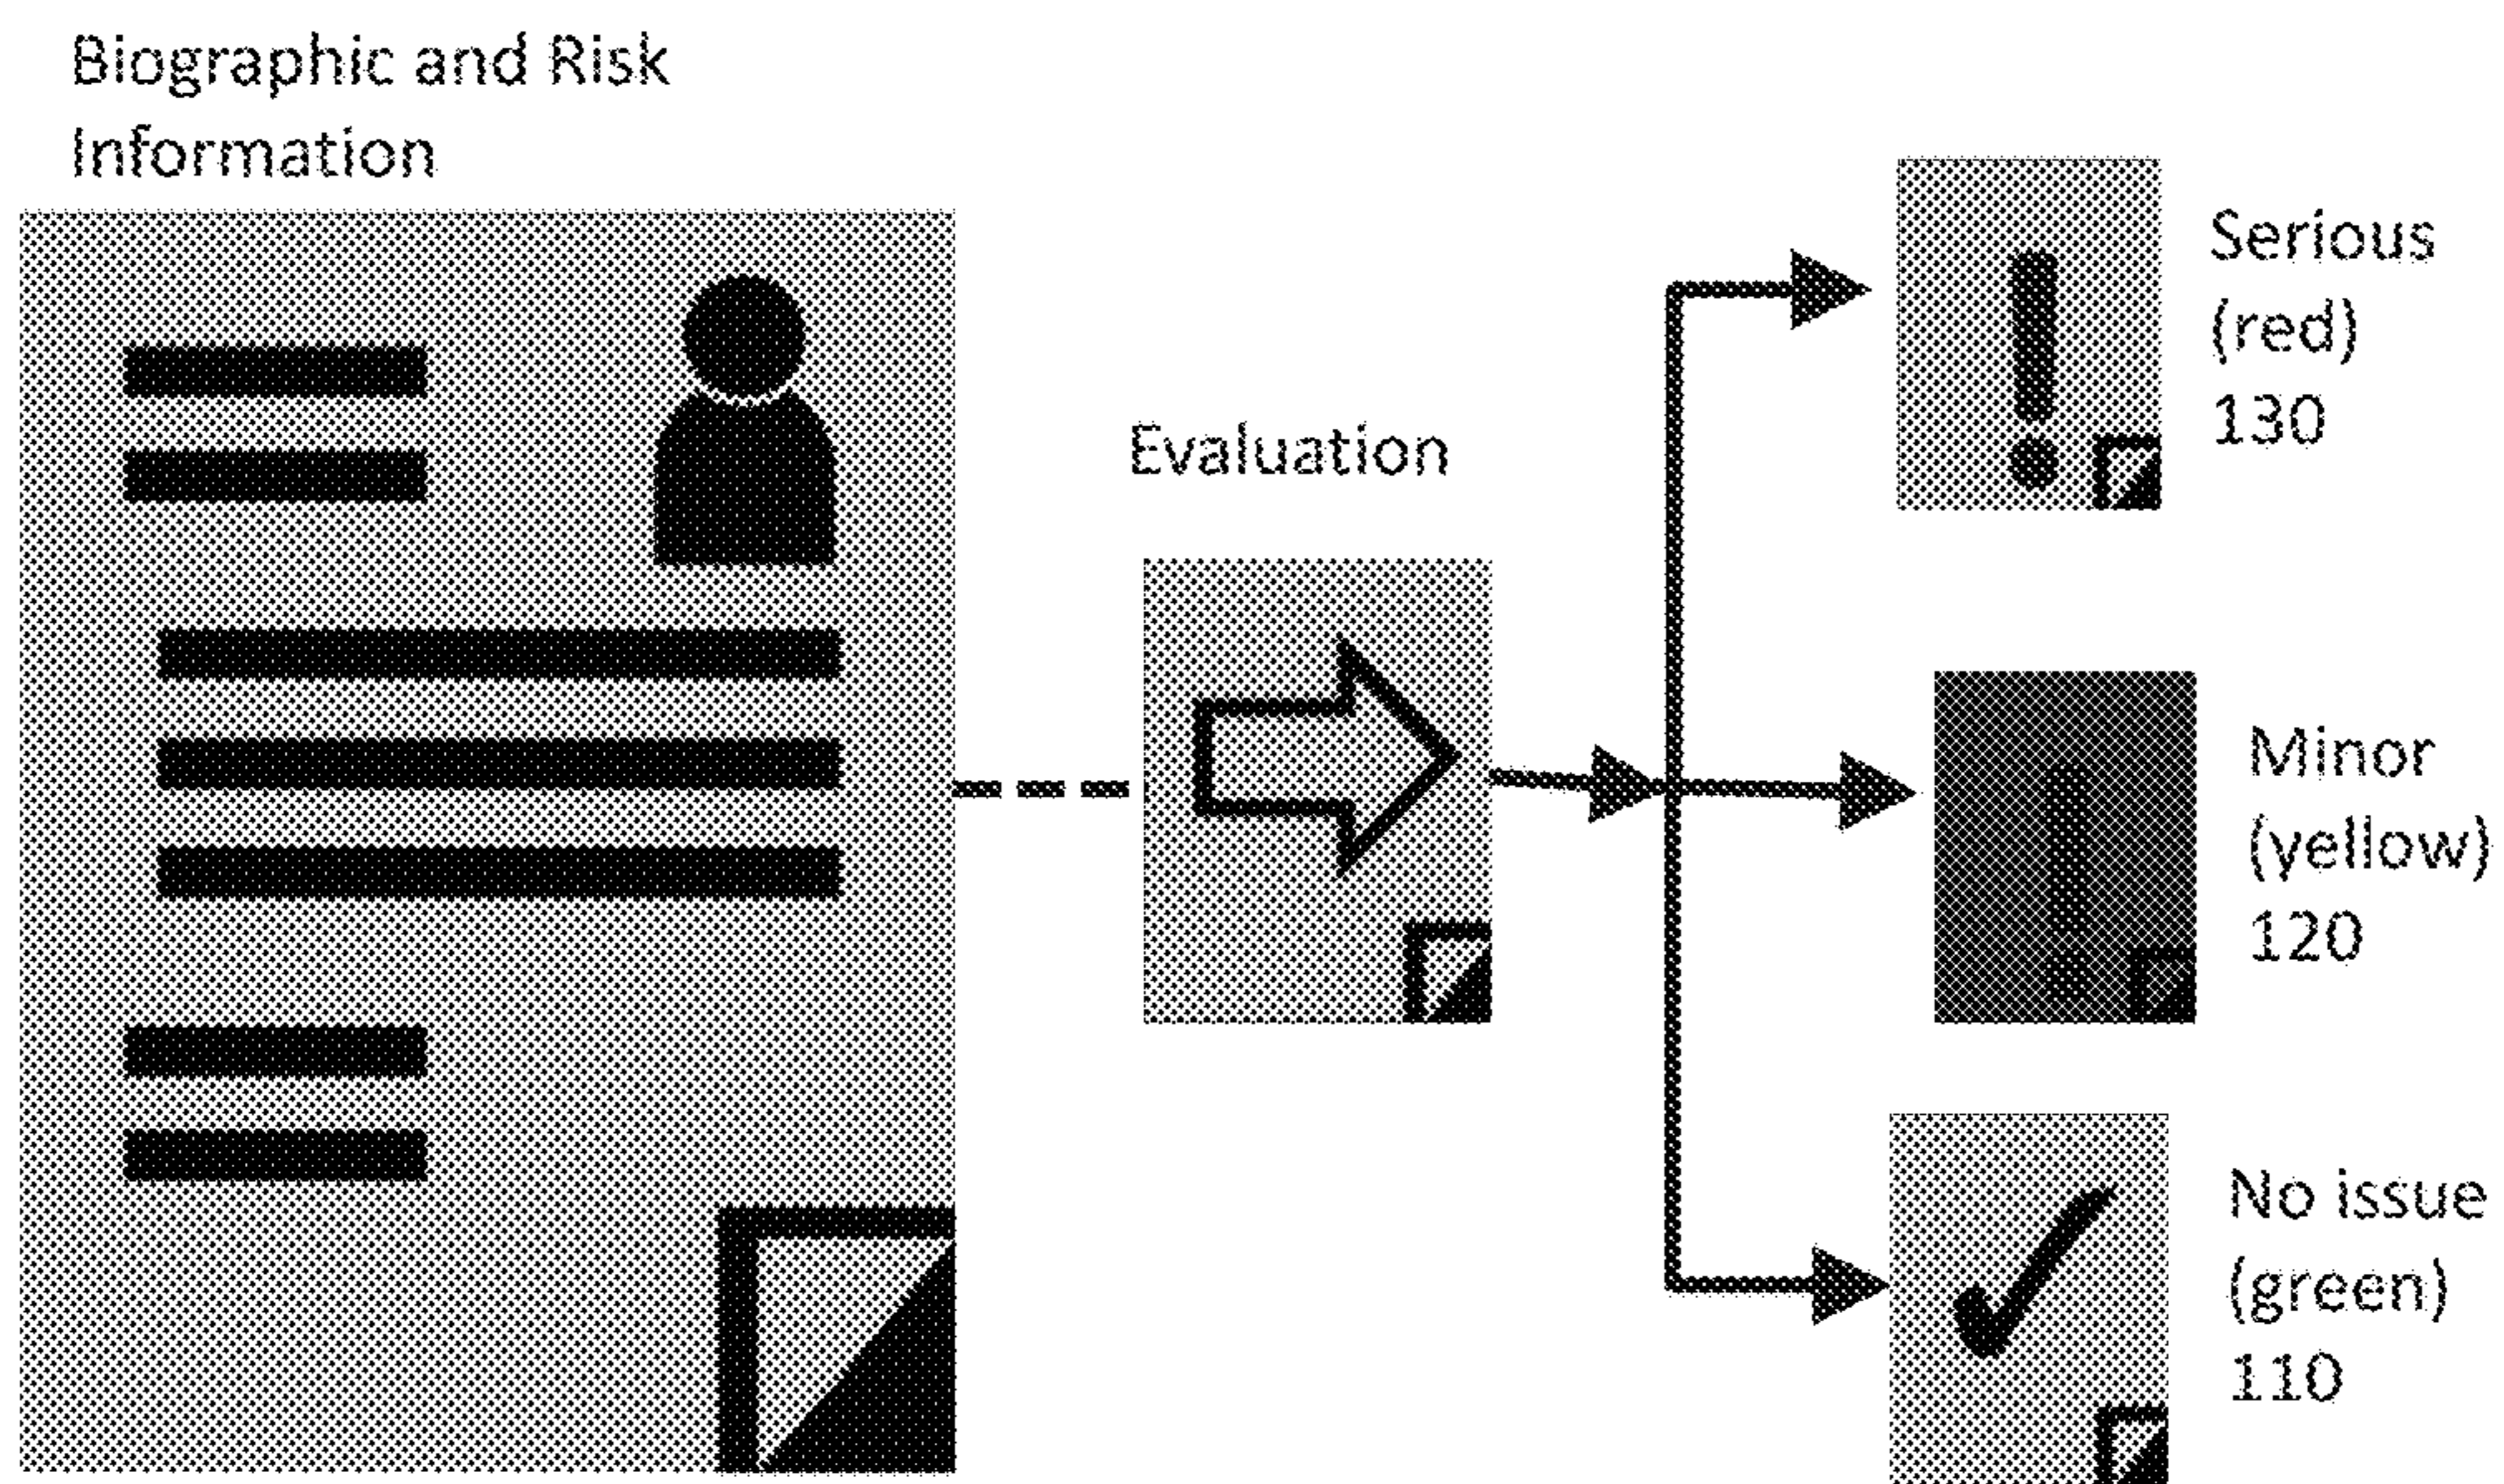 Biographic and Risk
Information
Evaluation
Serious
(red)
130
Minor
(yellow)
120
No issue
(green)
110